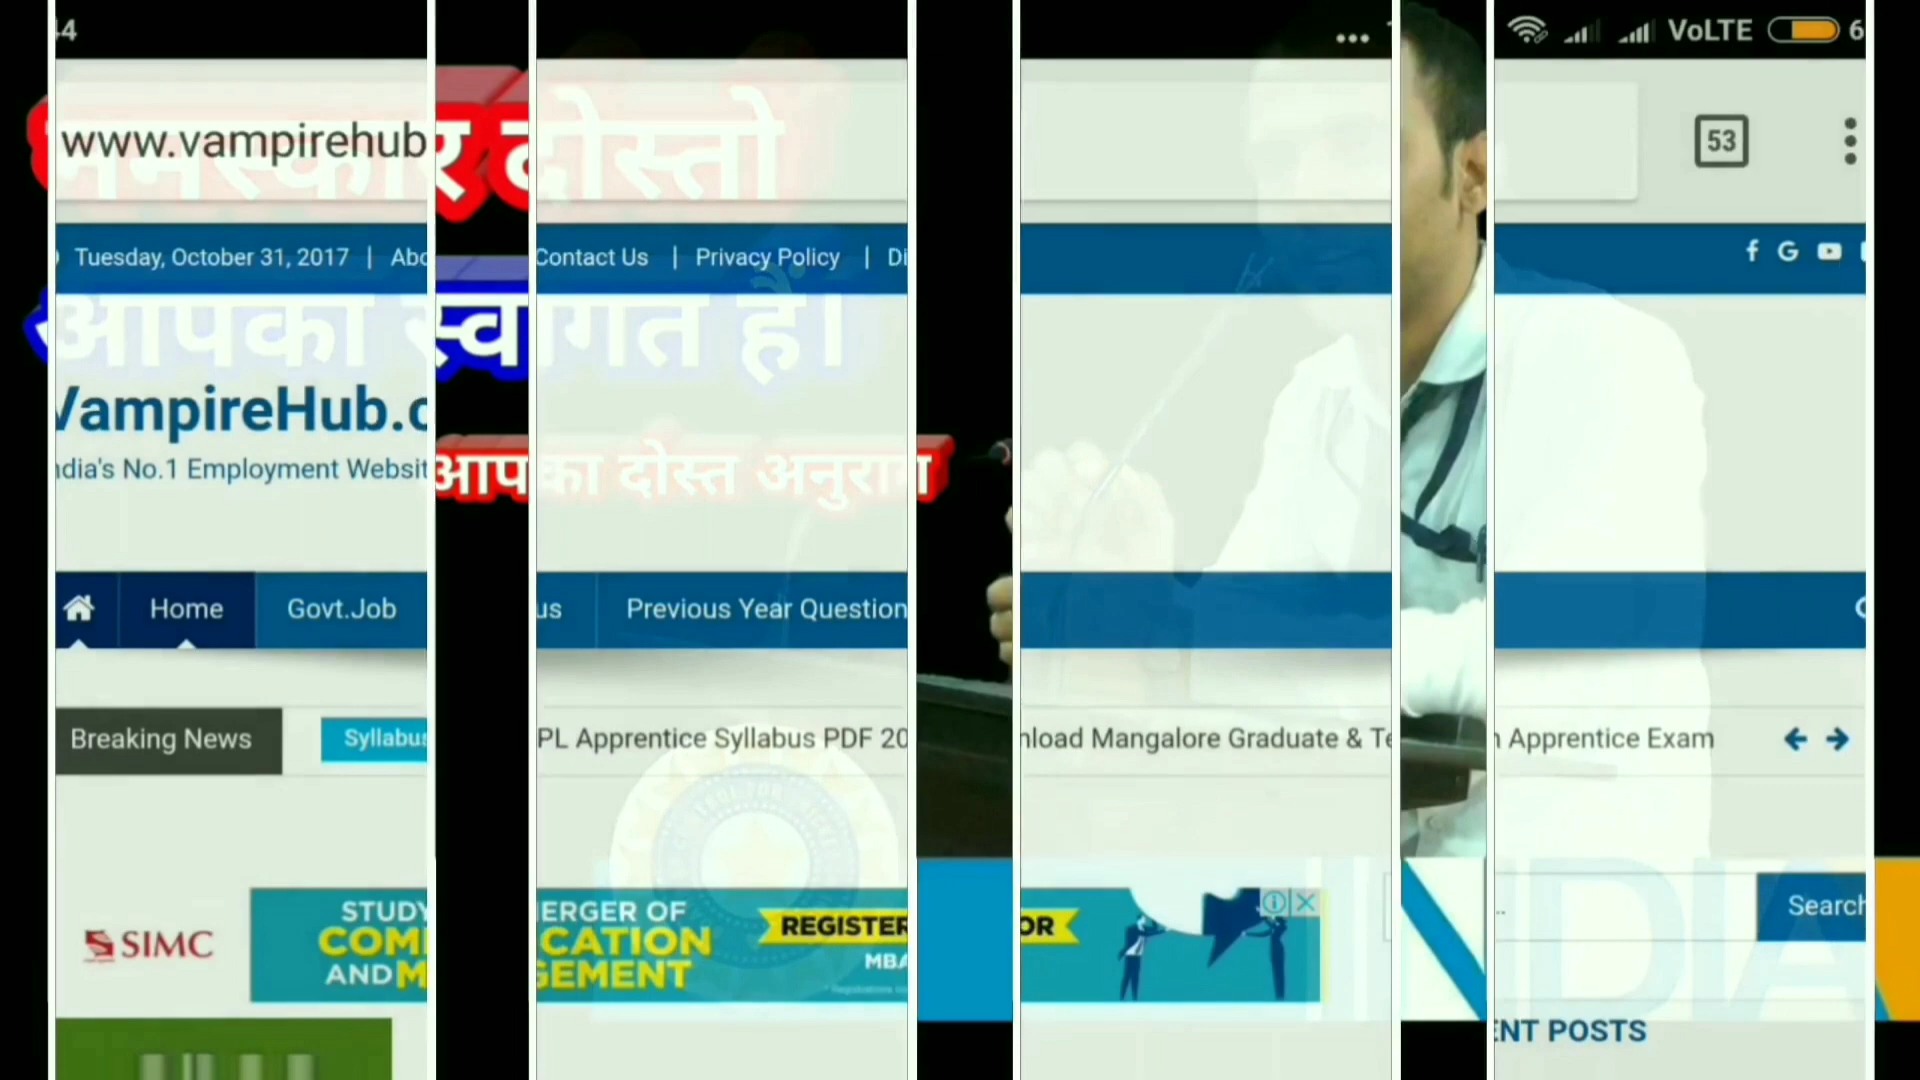 44
VoLTE 6
www.vampirehub
53
नमस्कार दोस्तो
Tuesday, October 31, 2017 | Abo
Contact Us | Privacy Policy | Di
आपका स्वागत है।
VampireHub.c
ndia's No.1 Employment Websit
आपका दोस्त अनुराग
Home Govt.Job us Previous Year Question
Breaking News Syllabus PL Apprentice Syllabus PDF 20 nload Mangalore Graduate & Te n Apprentice Exam
Search
SIMC
STUDY ERGER OF
COM CATION
AND M GEMENT
REGISTER OR
MBA
INDIA
ENT POSTS